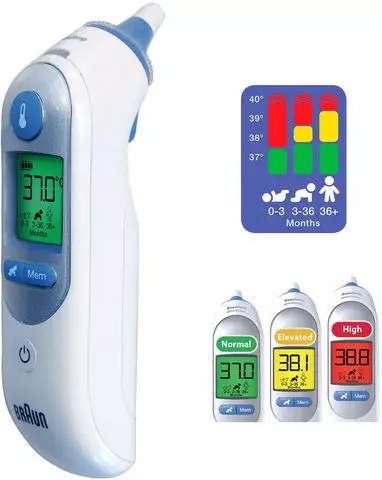 37.0°C
0-3 3-36 36+
Mem
BRAUN
40°
39°
38°
37°
0-3 3-36 36+
Months
Normal
Elevated
High
37.0
38.1
38.8
Mem
Mem
Mem